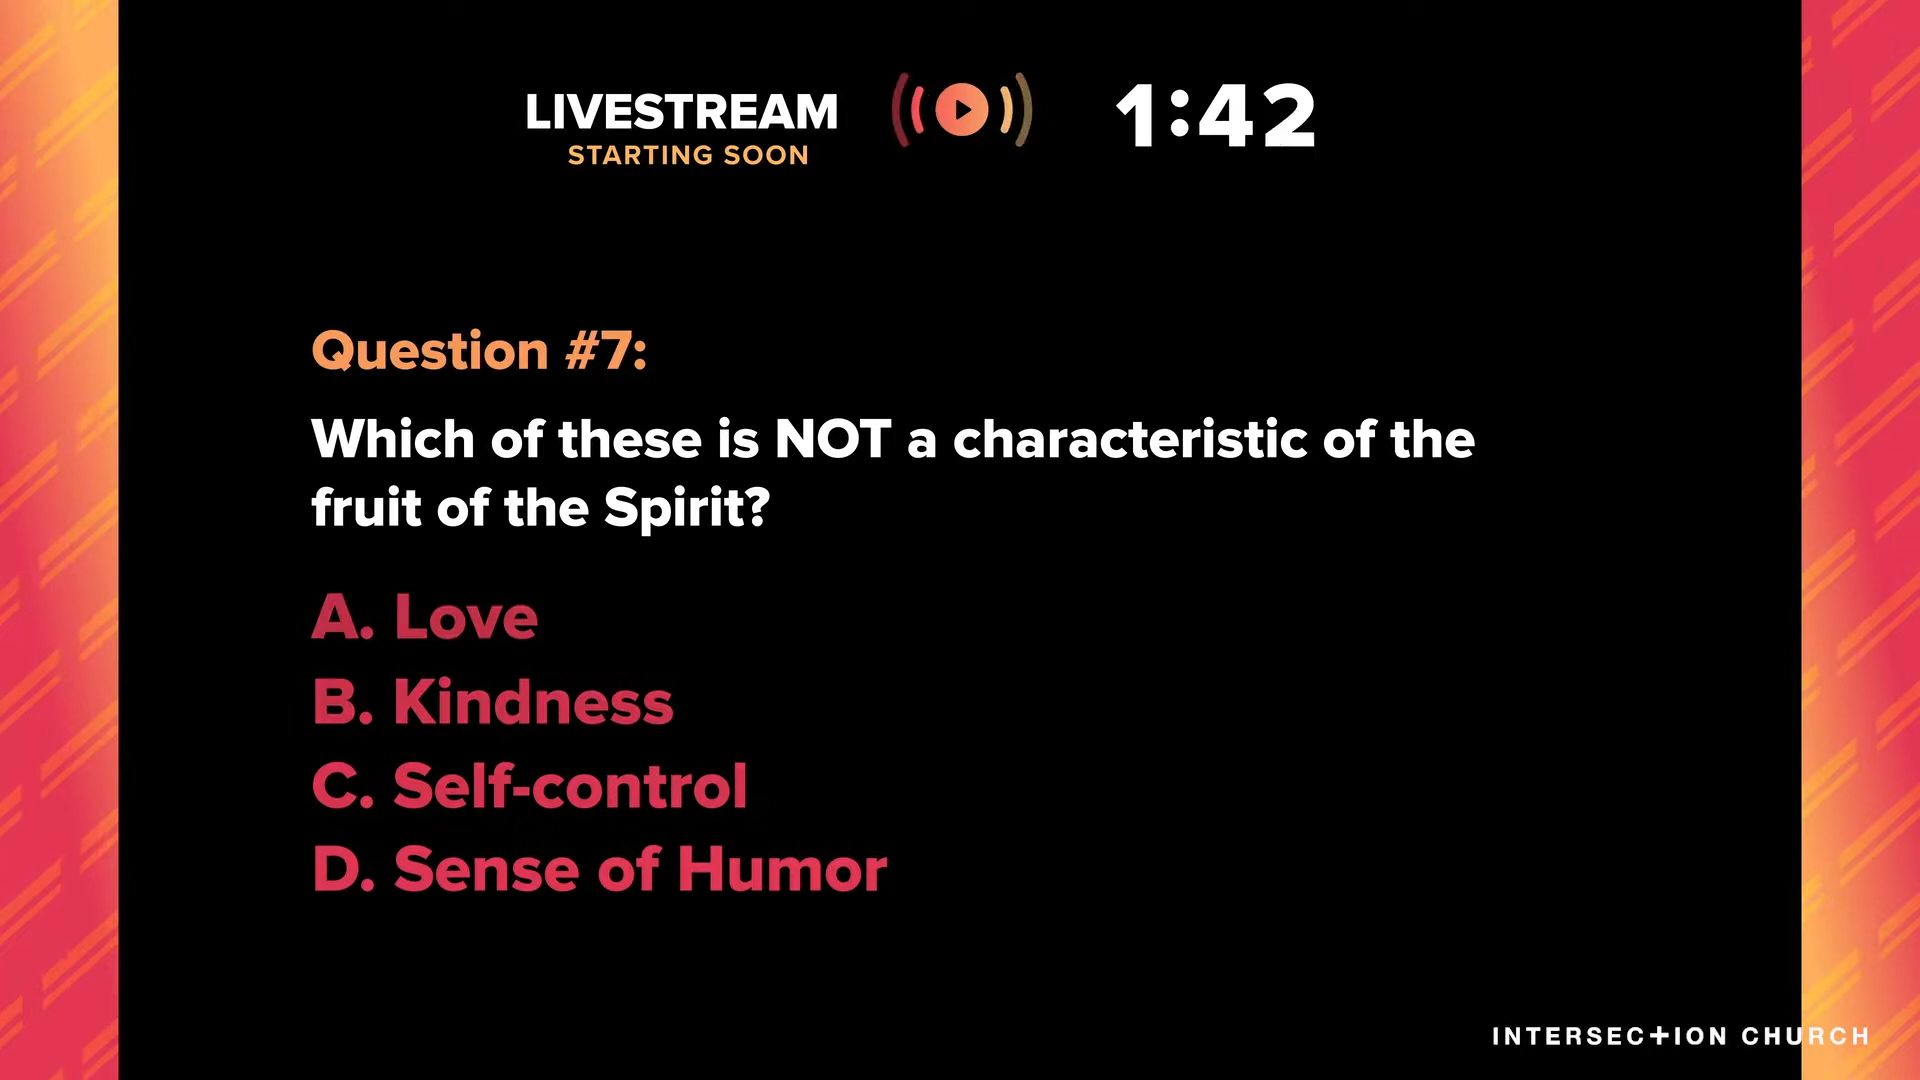 LIVESTREAM
STARTING SOON
1:42
Question #7:
Which of these is NOT a characteristic of the
fruit of the Spirit?
A. Love
B. Kindness
C. Self-control
D. Sense of Humor
INTERSECTION CHURCH